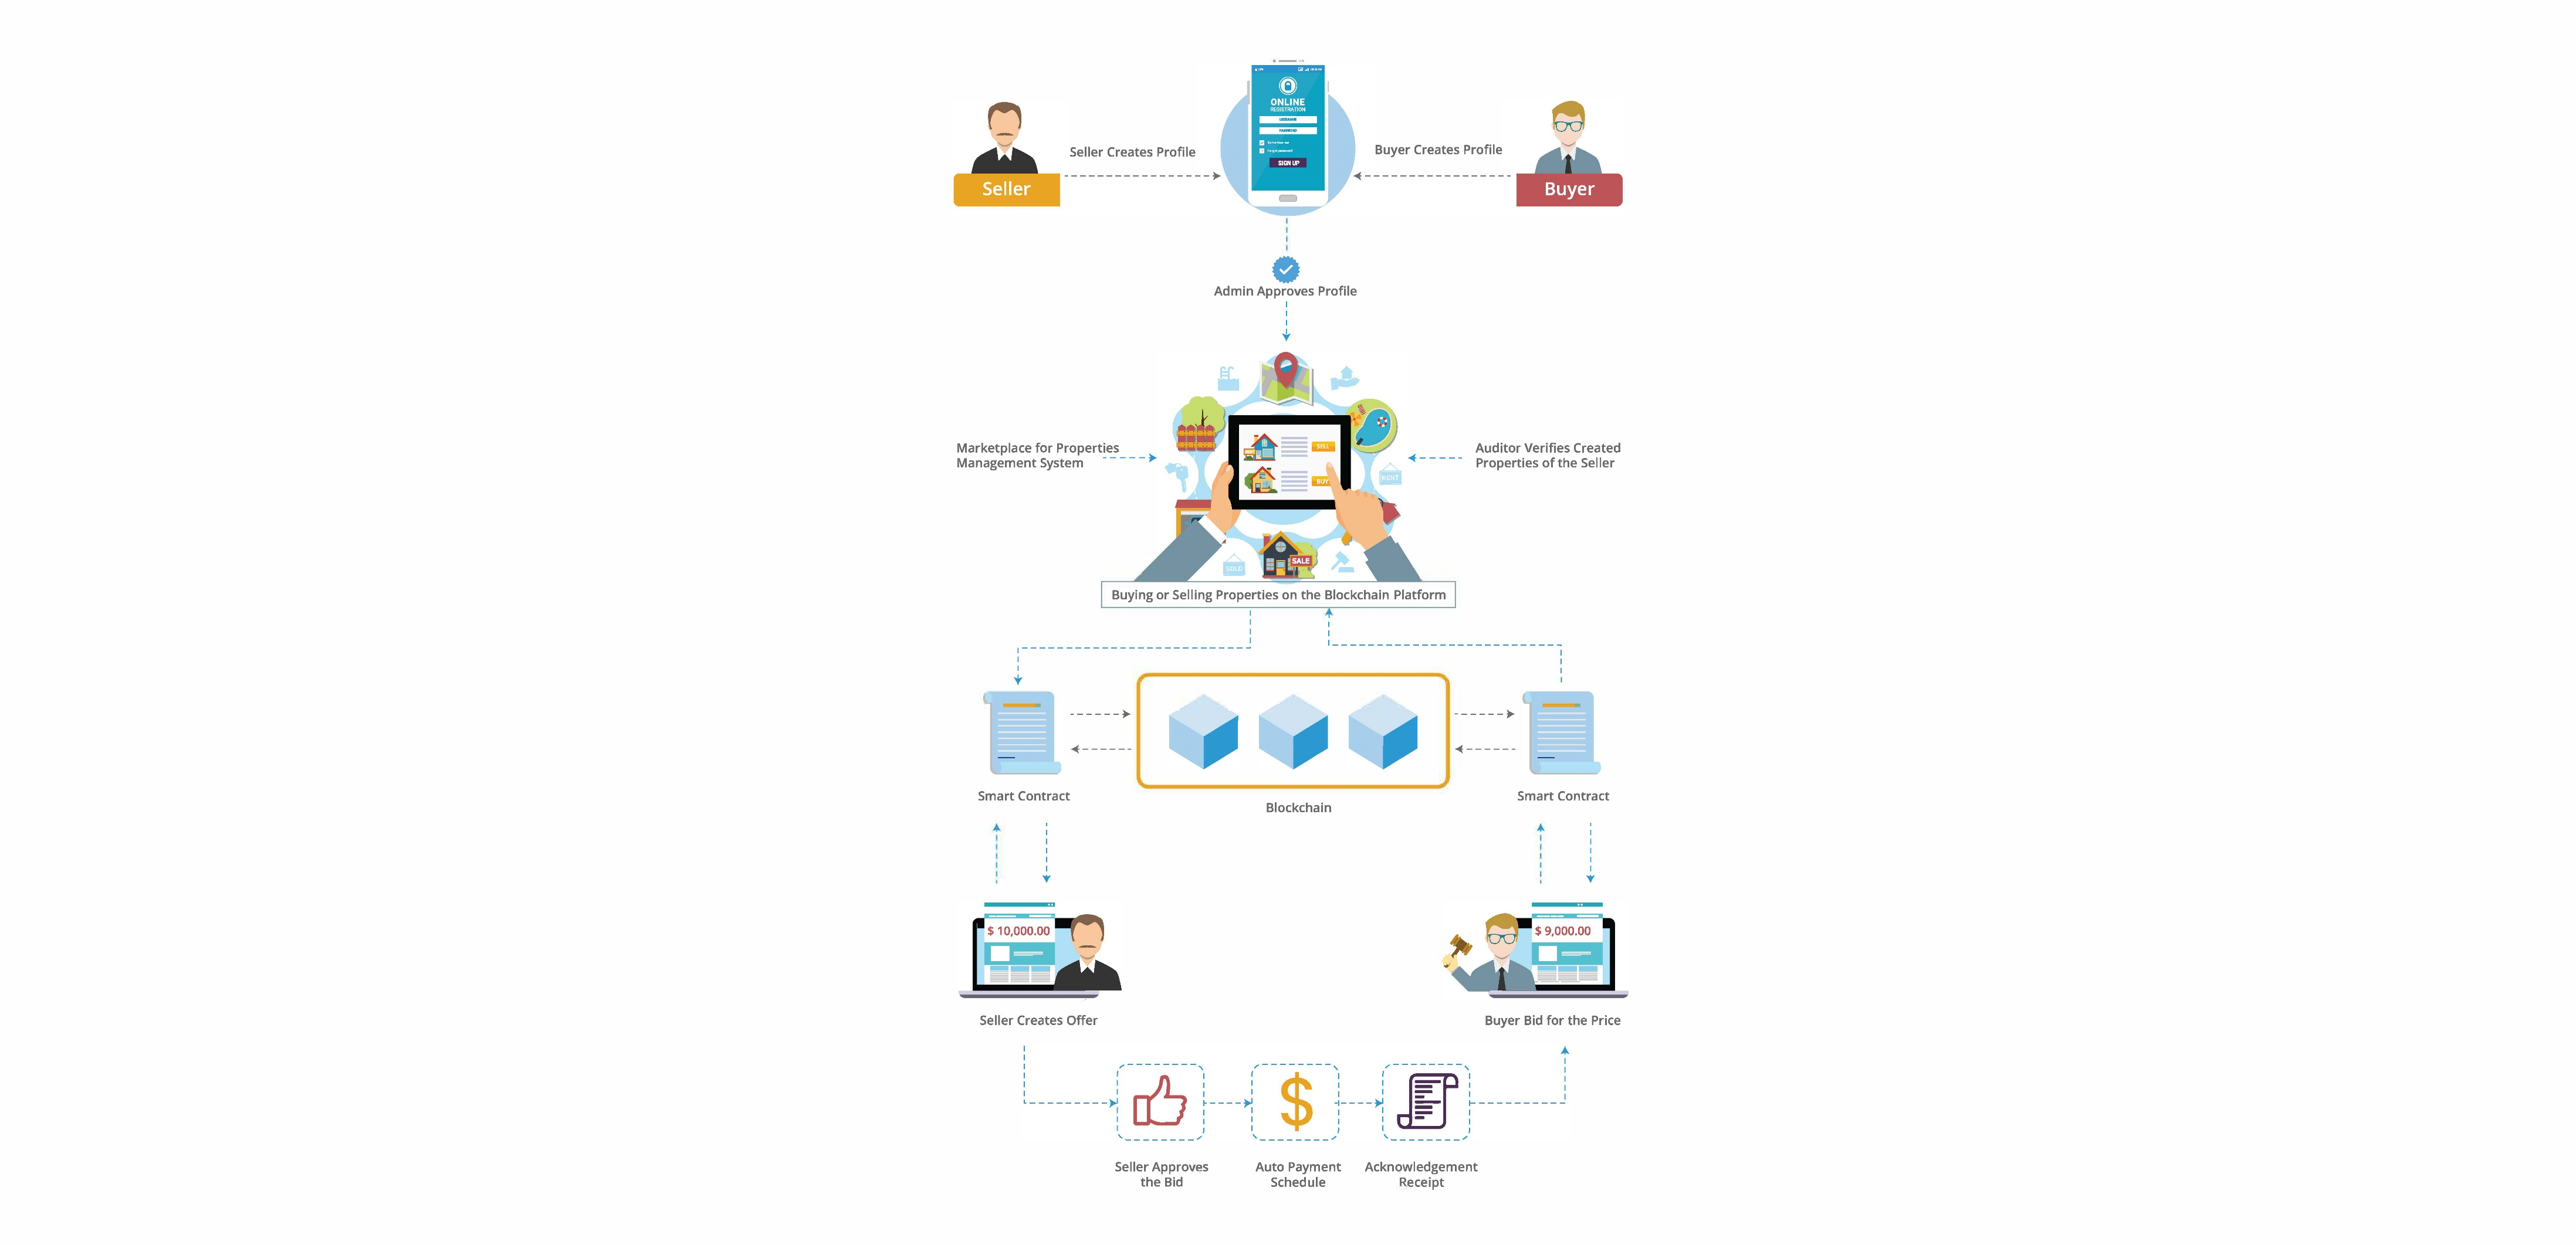 ONLINE
REGISTRATION
USERNAME
PASSWORD
SIGN UP
Seller Creates Profile
Buyer Creates Profile
Seller
Buyer
Admin Approves Profile
Marketplace for Properties
Management System
Auditor Verifies Created
Properties of the Seller
SELL
BUY
RENT
SOLD
SALE
Buying or Selling Properties on the Blockchain Platform
Smart Contract
Blockchain
Smart Contract
$ 10,000.00
$ 9,000.00
Seller Creates Offer
Buyer Bid for the Price
$
Seller Approves
the Bid
Auto Payment
Schedule
Acknowledgement
Receipt